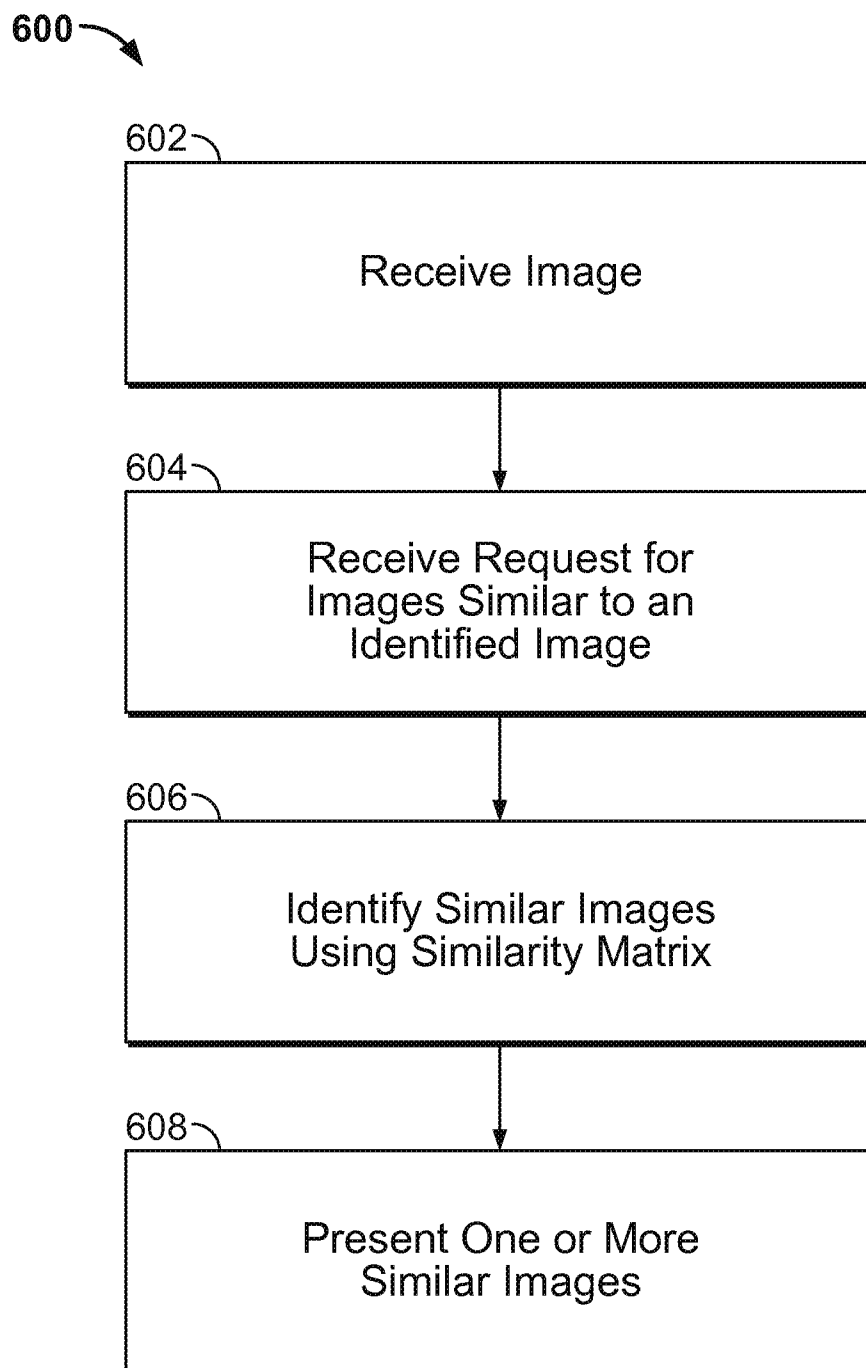 600
602
Receive Image
604
Receive Request for
Images Similar to an
Identified Image
606
Identify Similar Images
Using Similarity Matrix
608
Present One or More
Similar Images